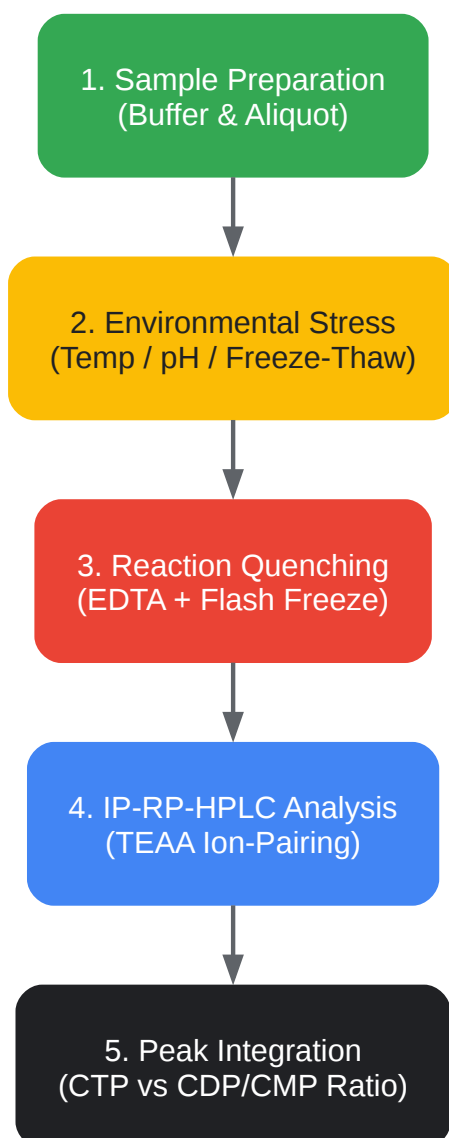 1. Sample Preparation
(Buffer & Aliquot)
2. Environmental Stress
(Temp / pH / Freeze-Thaw)
3. Reaction Quenching
(EDTA + Flash Freeze)
4. IP-RP-HPLC Analysis
(TEAA Ion-Pairing)
5. Peak Integration
(CTP vs CDP/CMP Ratio)